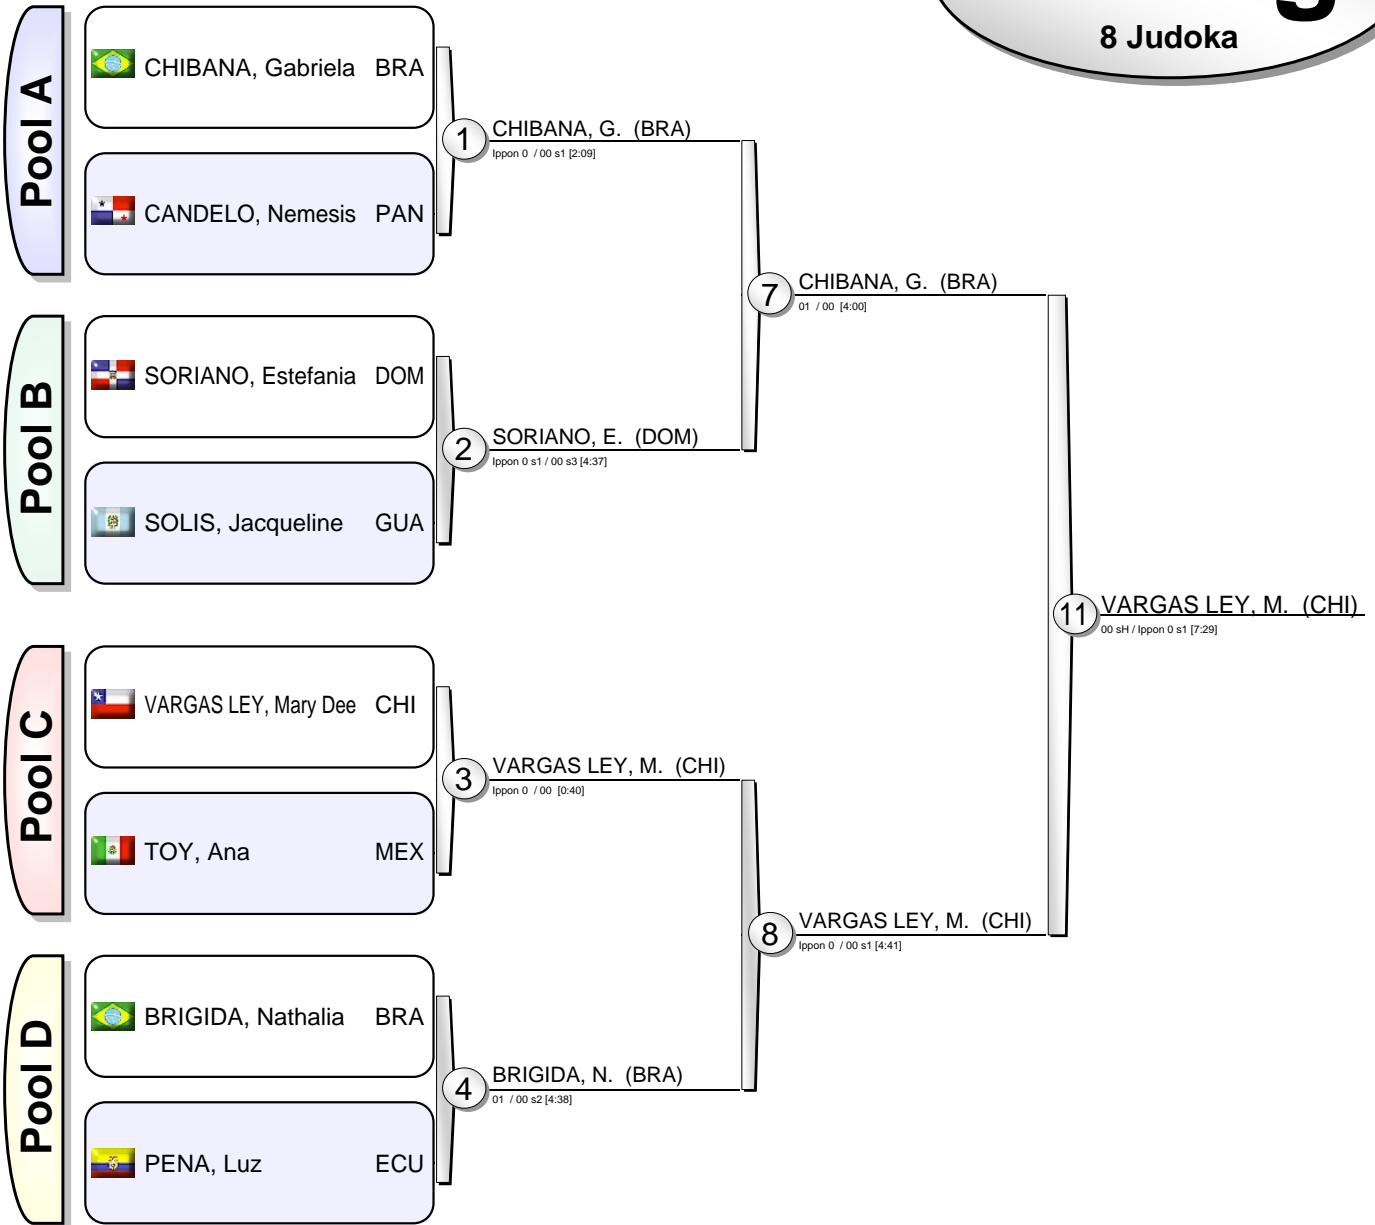 8 Judoka
Pool A
CHIBANA, Gabriela BRA
CANDELO, Nemesis PAN
1
CHIBANA, G. (BRA)
Ippon 0 / 00 s1 [2:09]
Pool B
SORIANO, Estefania DOM
SOLIS, Jacqueline GUA
2
SORIANO, E. (DOM)
Ippon 0 s1 / 00 s3 [4:37]
7
CHIBANA, G. (BRA)
01 / 00 [4:00]
Pool C
VARGAS LEY, Mary Dee CHI
TOY, Ana MEX
3
VARGAS LEY, M. (CHI)
Ippon 0 / 00 [0:40]
Pool D
BRIGIDA, Nathalia BRA
PENA, Luz ECU
4
BRIGIDA, N. (BRA)
01 / 00 s2 [4:38]
8
VARGAS LEY, M. (CHI)
Ippon 0 / 00 s1 [4:41]
11
VARGAS LEY, M. (CHI)
00 sH / Ippon 0 s1 [7:29]